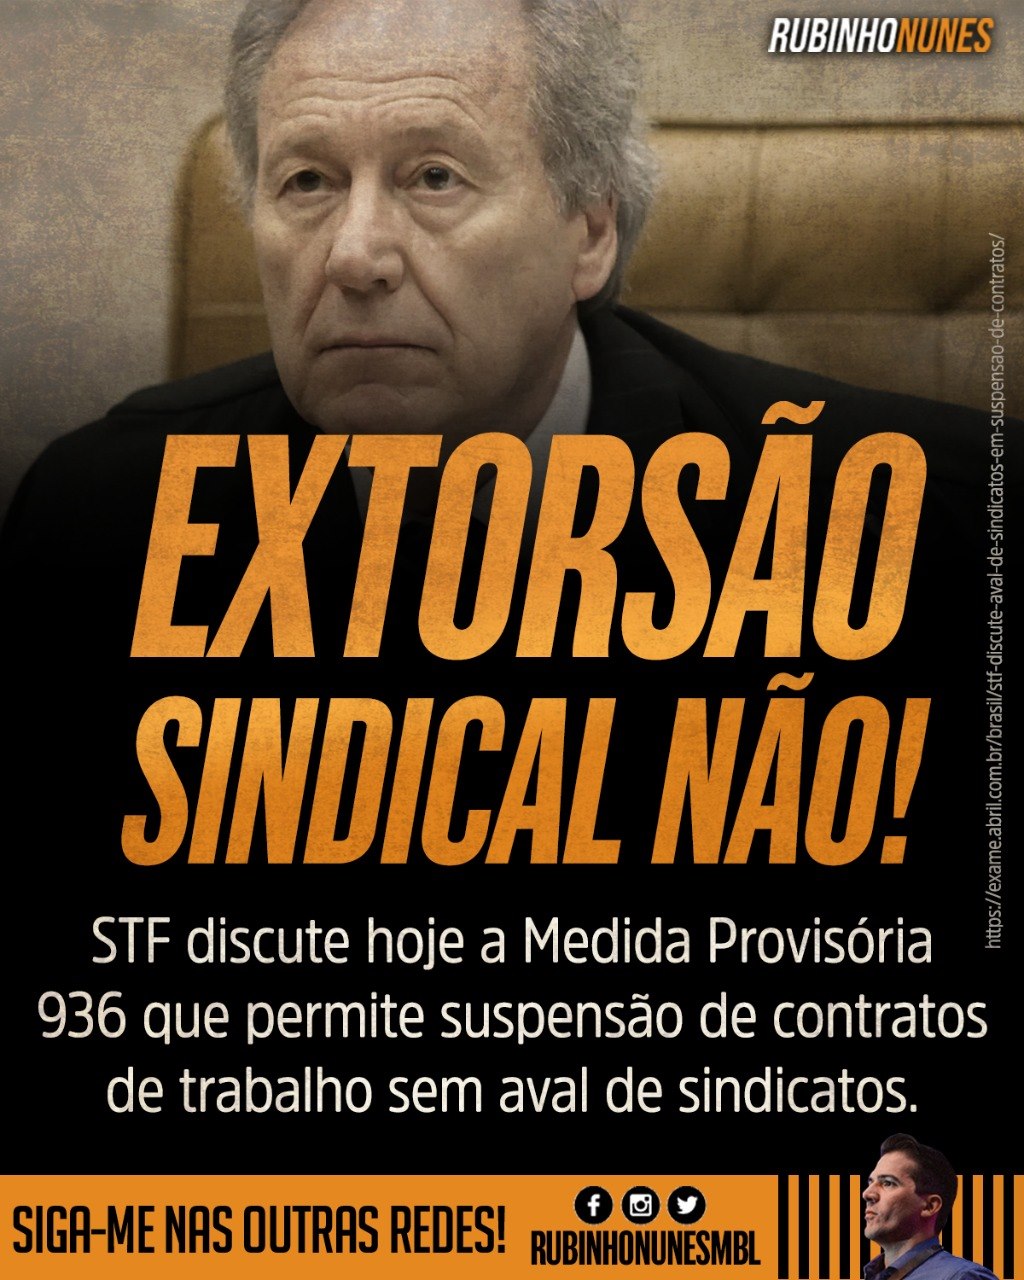 RUBINHONUNES
https://exame.abril.com.br/brasil/stf-discute-aval-de-sindicatos-em-suspensao-de-contratos/
EXTORSÃO
SINDICAL NÃO!
STF discute hoje a Medida Provisória
936 que permite suspensão de contratos
de trabalho sem aval de sindicatos.
SIGA-ME NAS OUTRAS REDES!
RUBINHONUNESMBL